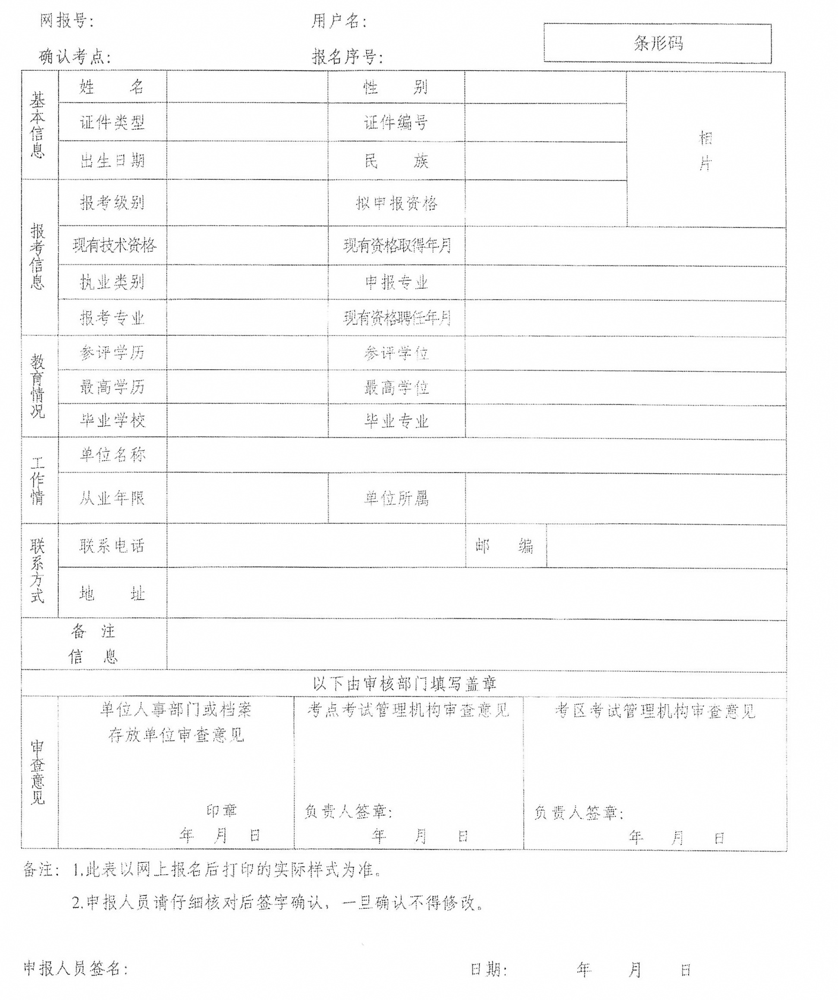 网报号: 用户名:
条形码
确认考点: 报名序号:
基本信息
姓 名 性 别
证件类型 证件编号
出生日期 民 族
相
片
报考信息
报考级别 拟申报资格
现有技术资格 现有资格取得年月
执业类别 申报专业
报考专业 现有资格聘任年月
教育情况
参评学历 参评学位
最高学历 最高学位
毕业学校 毕业专业
工作情
单位名称
从业年限 单位所属
联系方式
联系电话 邮 编
地 址
备 注
信 息
以下由审核部门填写盖章
审查意见
单位人事部门或档案
存放单位审查意见
印章
年 月 日
考点考试管理机构审查意见
负责人签章:
年 月 日
考区考试管理机构审查意见
负责人签章:
年 月 日
备注: 1.此表以网上报名后打印的实际样式为准。
2.申报人员请仔细核对后签字确认，一旦确认不得修改。
申报人员签名: 日期: 年 月 日